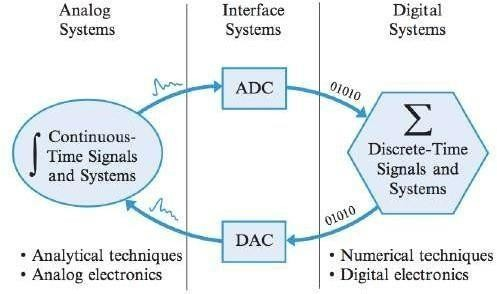 Analog
Systems
Interface
Systems
Digital
Systems
ADC
01010
∫
Continuous-
Time Signals
and Systems
Σ
Discrete-Time
Signals and
Systems
01010
DAC
• Analytical techniques
• Analog electronics
• Numerical techniques
• Digital electronics